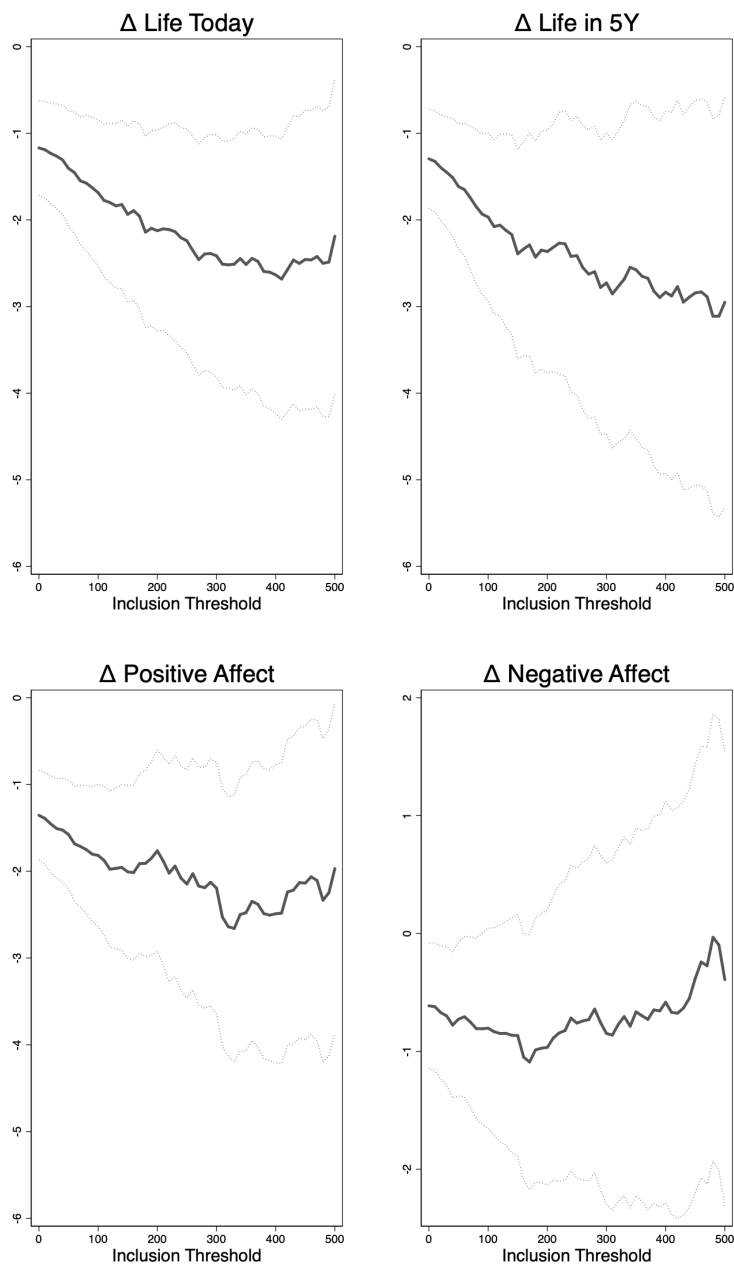 Δ Life Today
Δ Life in 5Y
0
-1
-2
-3
-4
-5
-6
0 100 200 300 400 500
Inclusion Threshold
0
-1
-2
-3
-4
-5
-6
0 100 200 300 400 500
Inclusion Threshold
Δ Positive Affect
Δ Negative Affect
0
-1
-2
-3
-4
-5
-6
0 100 200 300 400 500
Inclusion Threshold
2
1
0
-1
-2
0 100 200 300 400 500
Inclusion Threshold